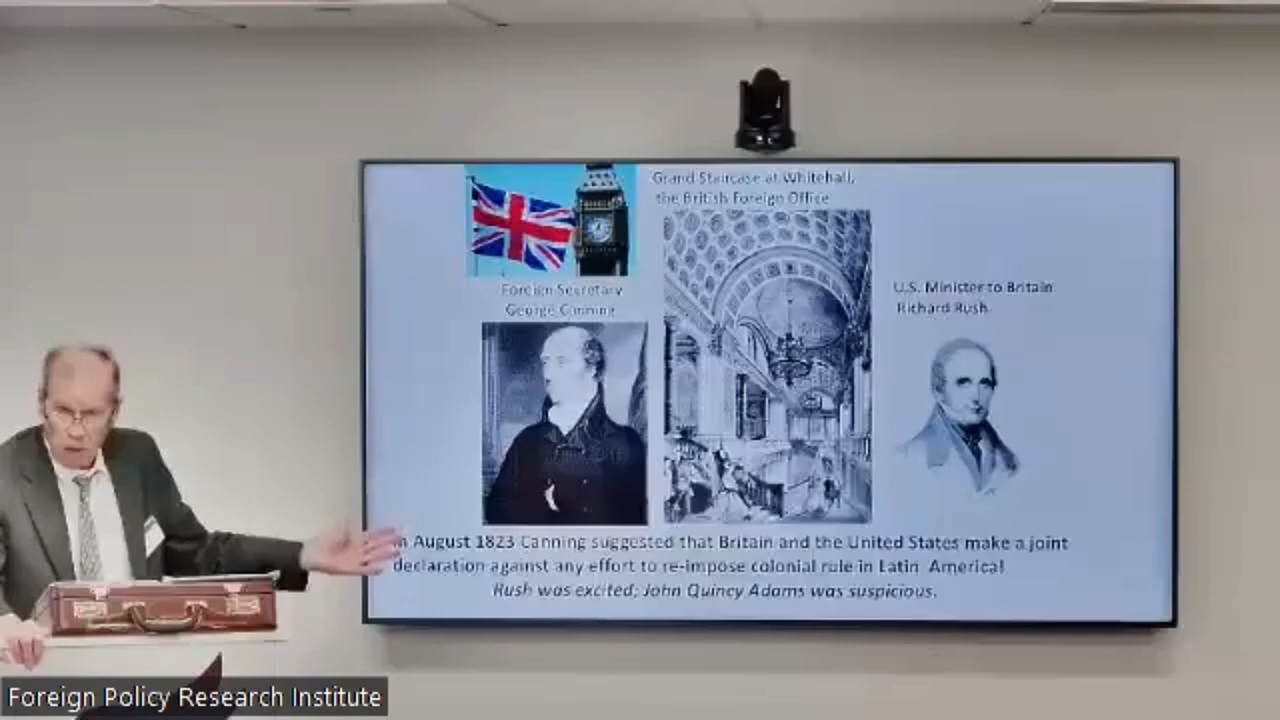 Grand Staircase at Whitehall,
the British Foreign Office
Foreign Secretary
George Canning
U.S. Minister to Britain
Richard Rush
In August 1823 Canning suggested that Britain and the United States make a joint
declaration against any effort to re-impose colonial rule in Latin America!
Rush was excited; John Quincy Adams was suspicious.
Foreign Policy Research Institute